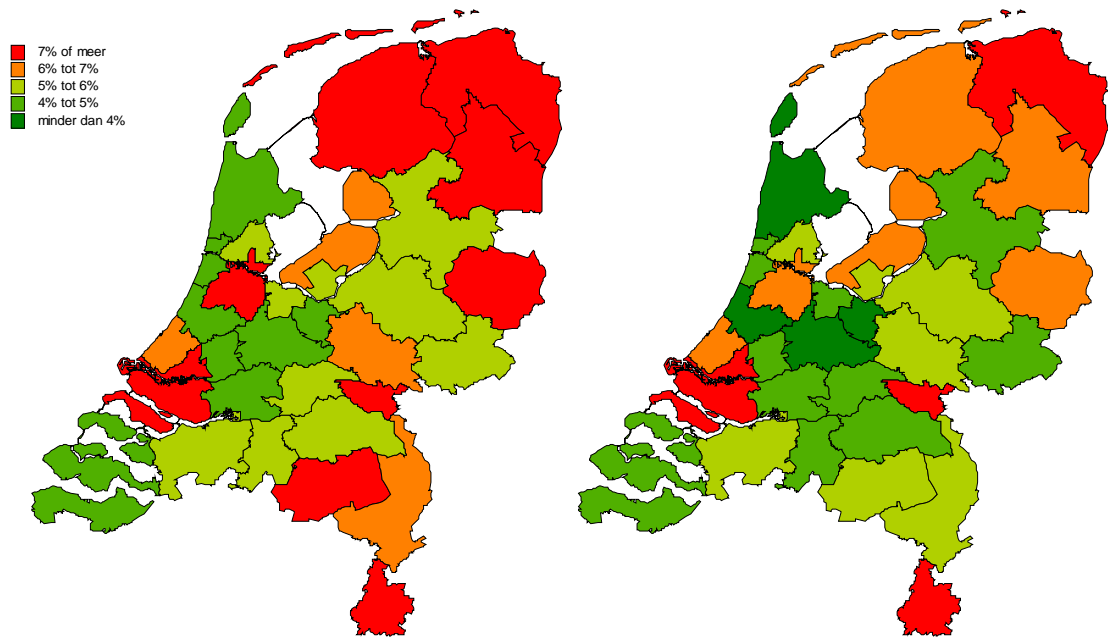 7% of meer
6% tot 7%
5% tot 6%
4% tot 5%
minder dan 4%